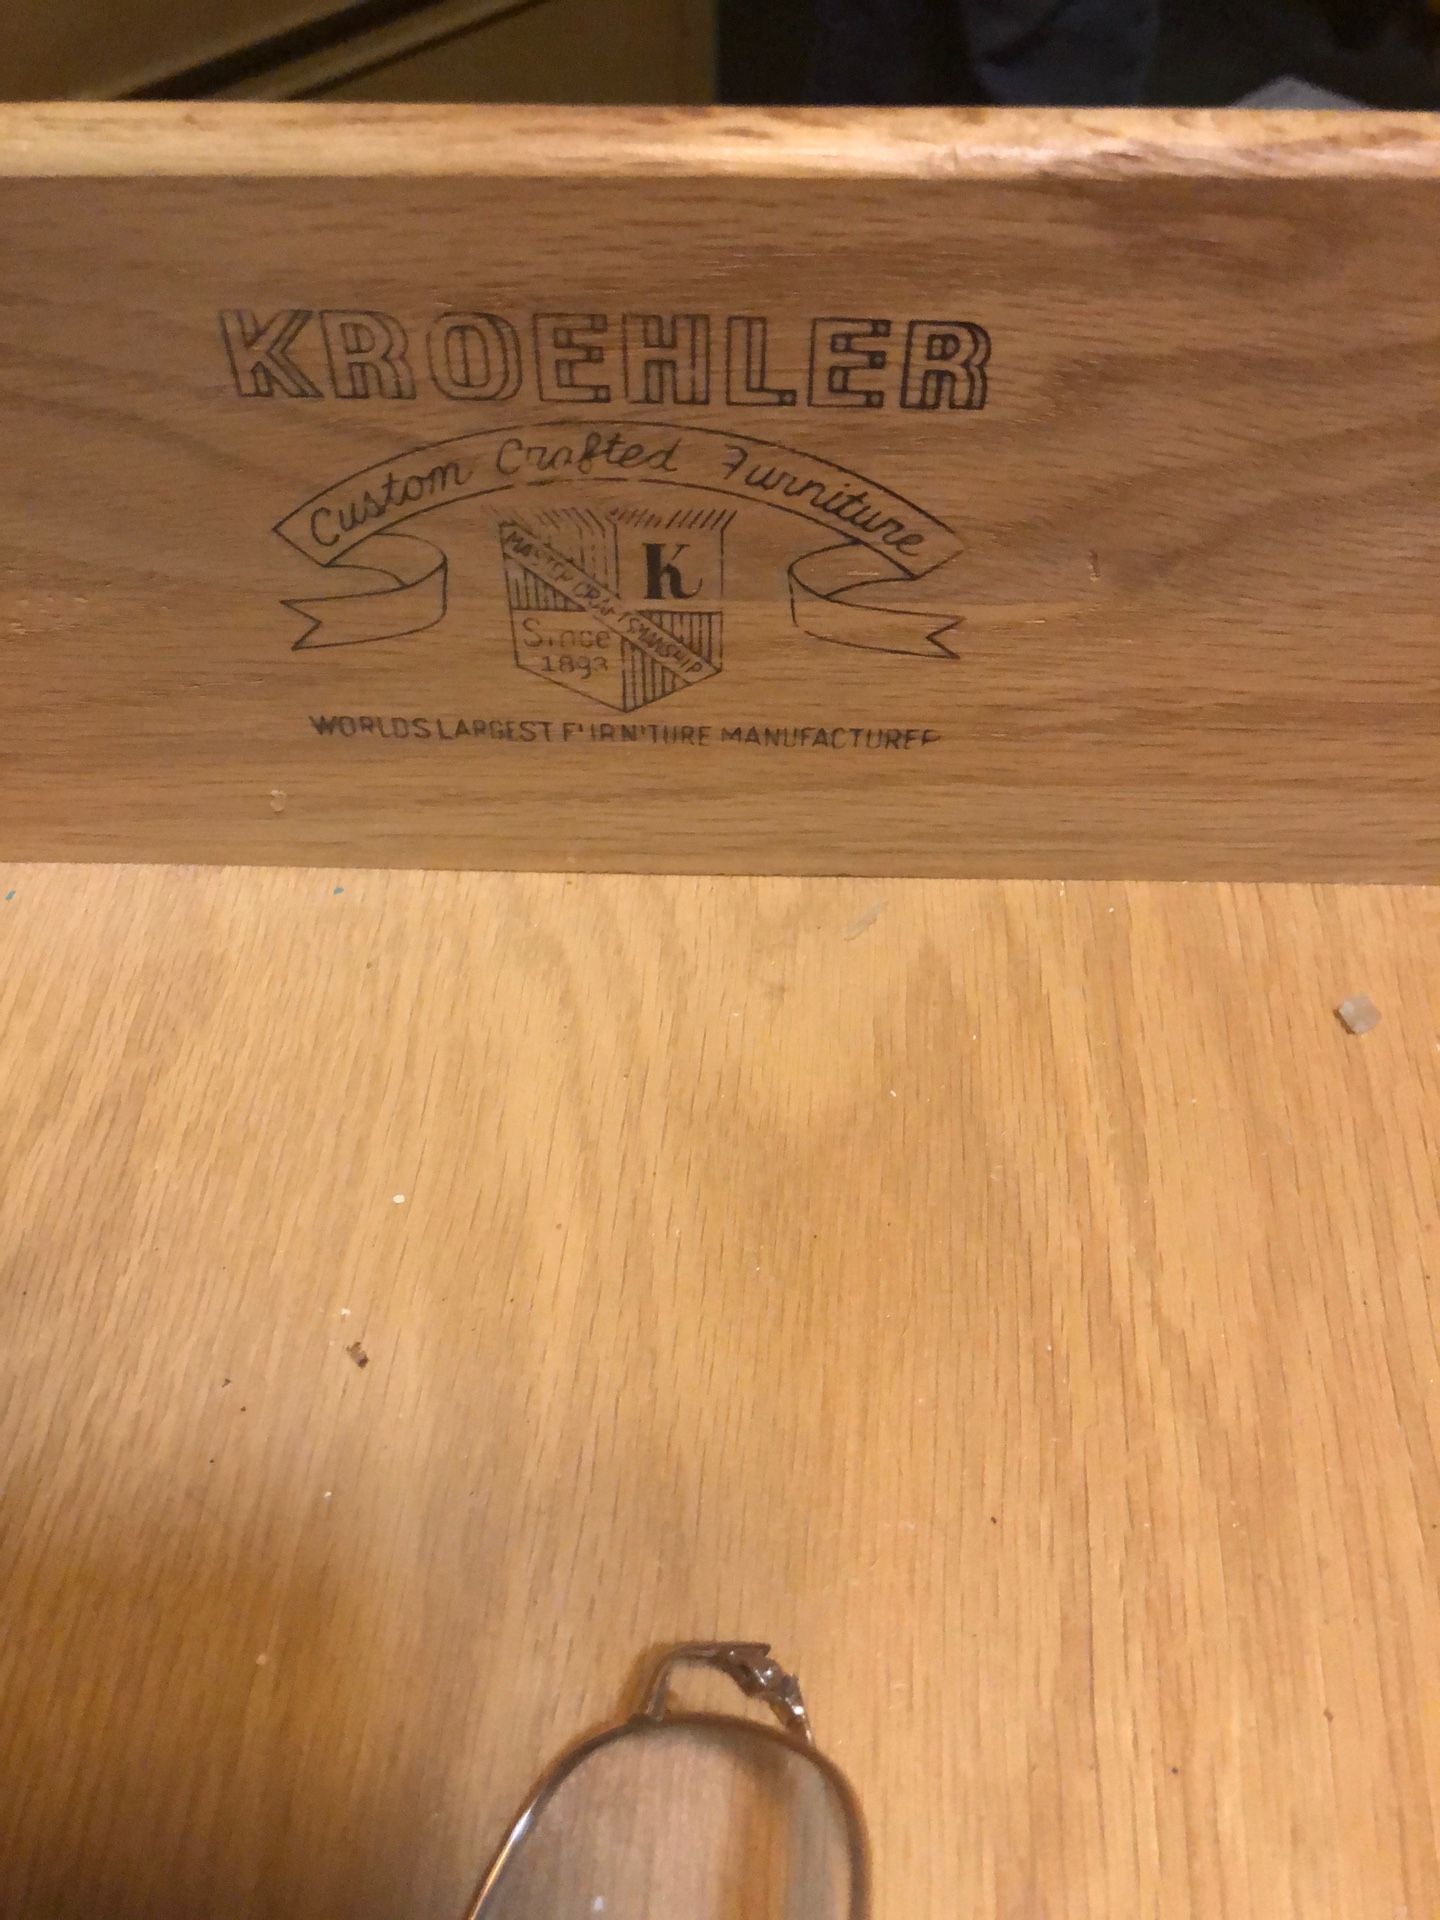 KROEHLER
Custom Crafted Furniture
K
MASTER CRAFTSMANSHIP
Since
1893
WORLDS LARGEST FURNITURE MANUFACTURER